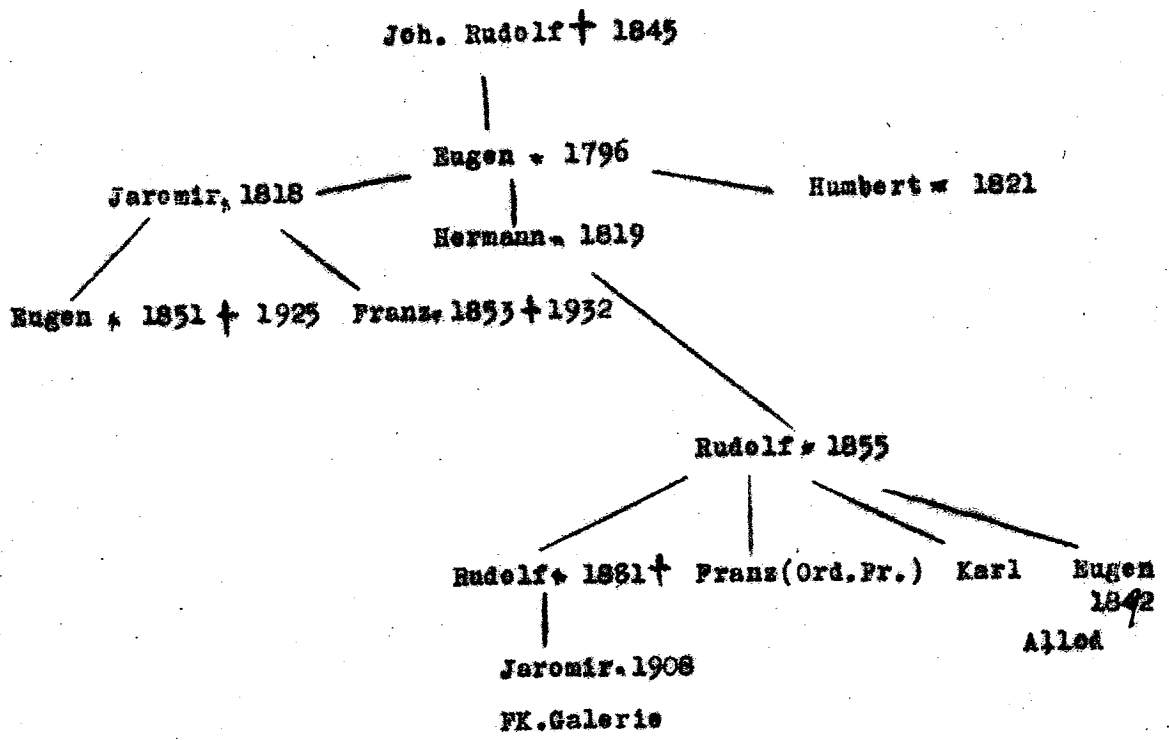 Joh. Rudolf † 1845
Eugen * 1796
Jaromir * 1818
Humbert * 1821
Hermann * 1819
Eugen * 1851 † 1925 Franz * 1853 † 1932
Rudolf * 1855
Rudolf * 1881 † Franz(Ord.Pr.) Karl Eugen
1892
Allod
Jaromir * 1908
FK.Galerie